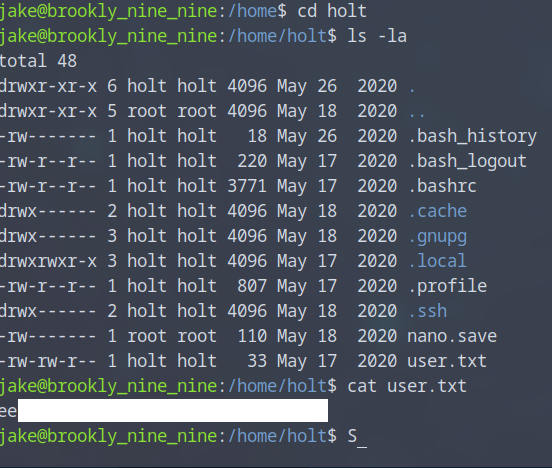 jake@brookly_nine_nine:/home$ cd holt
jake@brookly_nine_nine:/home/holt$ ls -la
total 48
drwxr-xr-x 6 holt holt 4096 May 26  2020 .
drwxr-xr-x 5 root root 4096 May 18  2020 ..
-rw------- 1 holt holt   18 May 26  2020 .bash_history
-rw-r--r-- 1 holt holt  220 May 17  2020 .bash_logout
-rw-r--r-- 1 holt holt 3771 May 17  2020 .bashrc
drwx------ 2 holt holt 4096 May 18  2020 .cache
drwx------ 3 holt holt 4096 May 18  2020 .gnupg
drwxrwxr-x 3 holt holt 4096 May 17  2020 .local
-rw-r--r-- 1 holt holt  807 May 17  2020 .profile
drwx------ 2 holt holt 4096 May 18  2020 .ssh
-rw------- 1 root root  110 May 18  2020 nano.save
-rw-rw-r-- 1 holt holt   33 May 17  2020 user.txt
jake@brookly_nine_nine:/home/holt$ cat user.txt
ee
jake@brookly_nine_nine:/home/holt$ S_